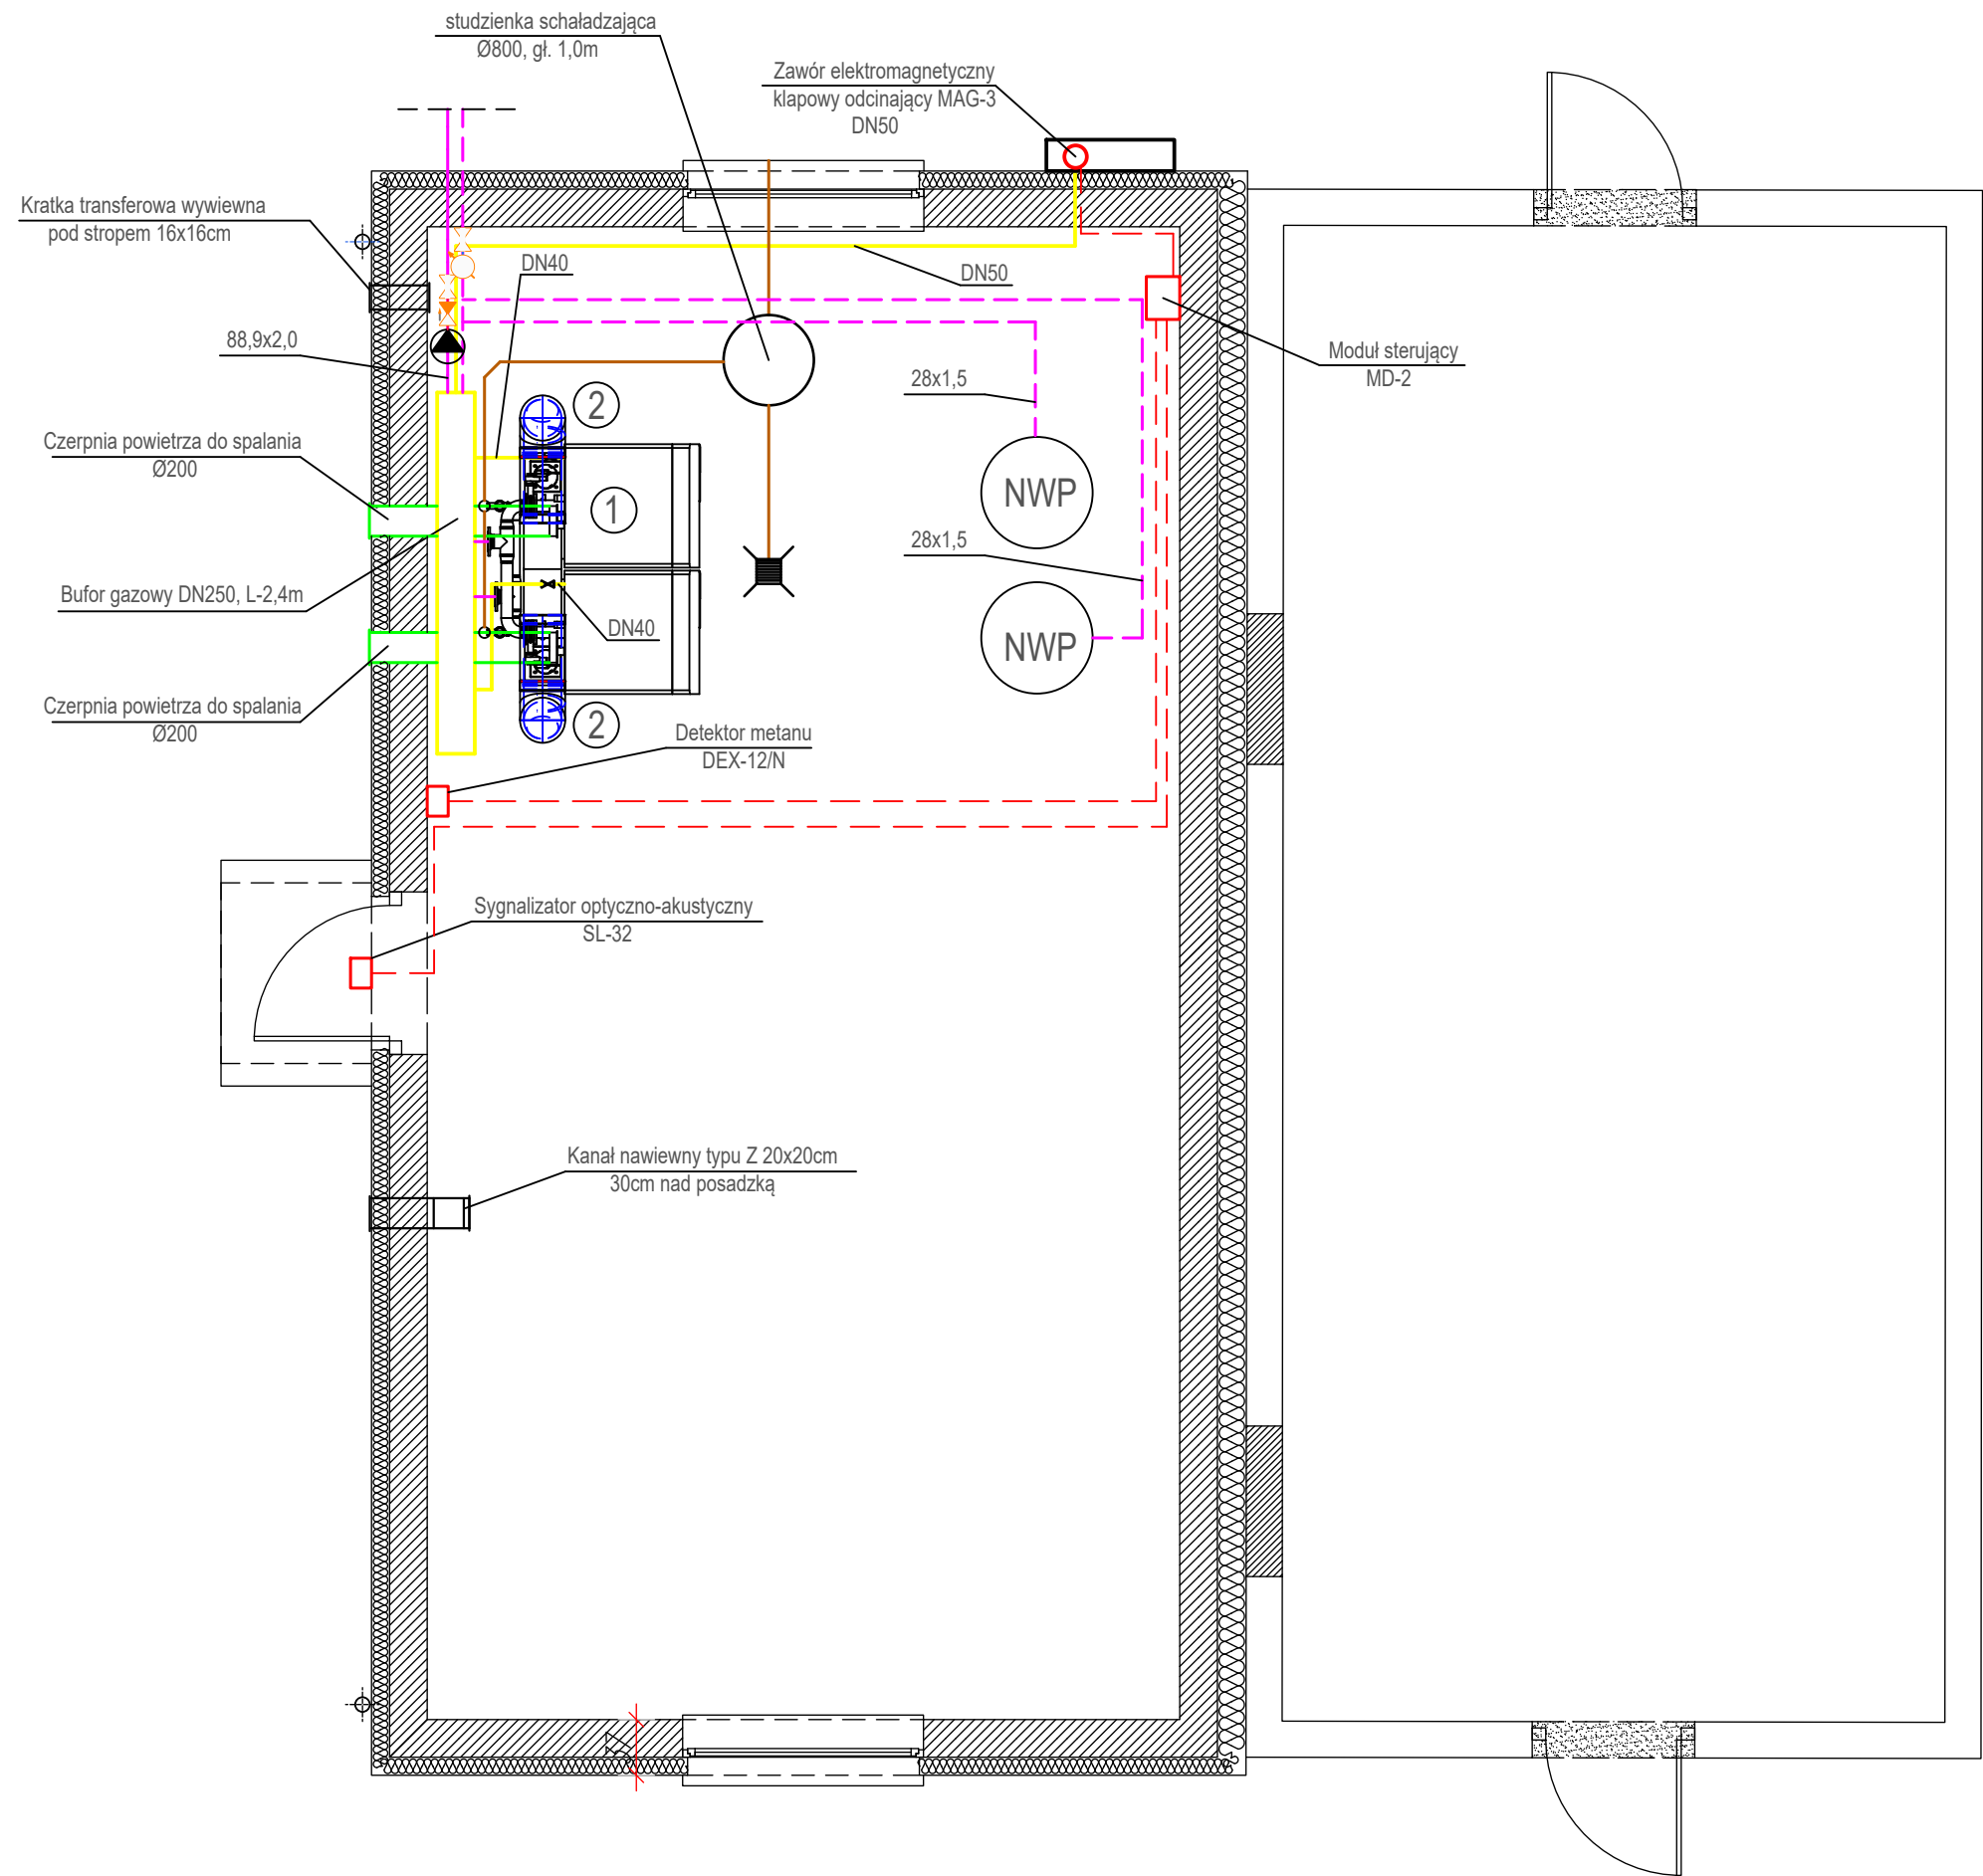 studzienka schaładzająca
Ø800, gł. 1,0m
Zawór elektromagnetyczny
klapowy odcinający MAG-3
DN50
Kratka transferowa wywiewna
pod stropem 16x16cm
DN40
DN50
88,9x2,0
Moduł sterujący
MD-2
28x1,5
2
Czerpnia powietrza do spalania
Ø200
1
NWP
28x1,5
Bufor gazowy DN250, L-2,4m
DN40
NWP
Czerpnia powietrza do spalania
Ø200
2
Detektor metanu
DEX-12/N
Sygnalizator optyczno-akustyczny
SL-32
Kanał nawiewny typu Z 20x20cm
30cm nad posadzką